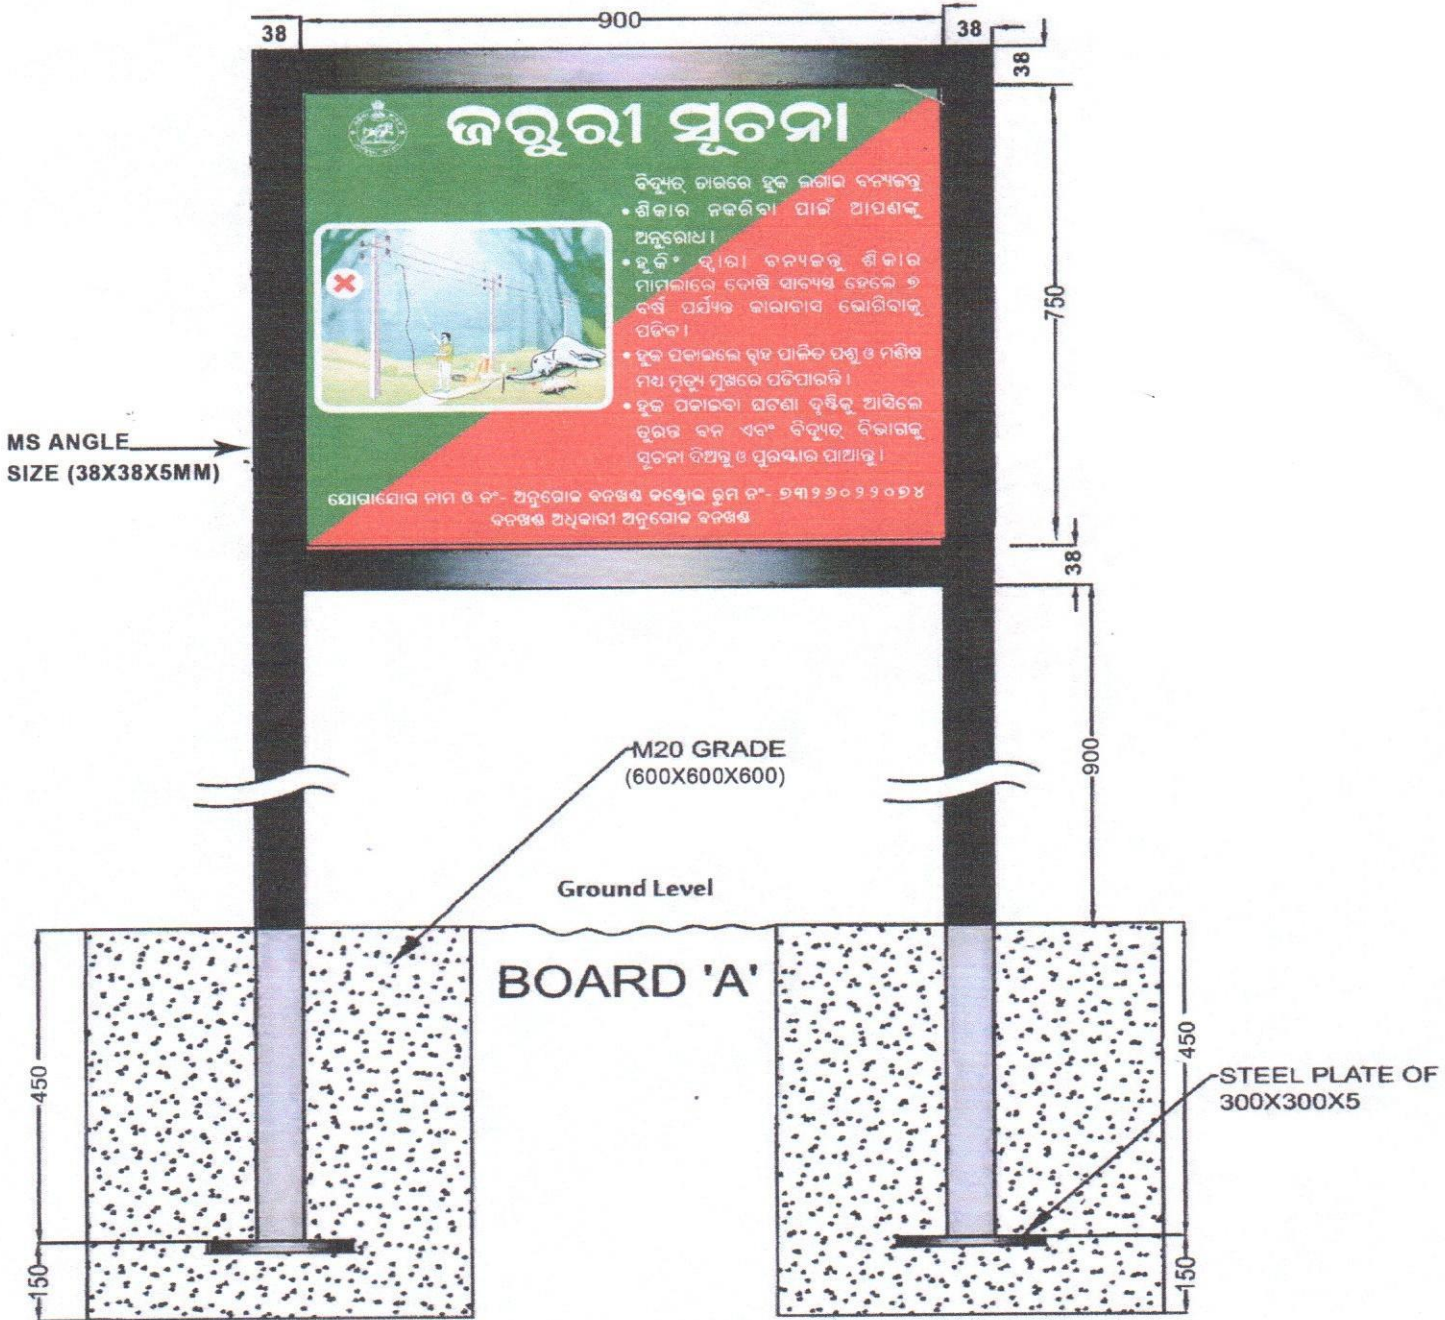 38
900
38
38
ଜରୁରୀ ସୂଚନା
ବିଦ୍ୟୁତ୍ ତାରରେ ହୁକ ଲଗାଇ ବନ୍ୟଜନ୍ତୁ
• ଶିକାର ନକରିବା ପାଇଁ ଆପଣଙ୍କୁ
ଅନୁରୋଧ।
• ହୁକିଂ ଦ୍ଵାରା ବନ୍ୟଜନ୍ତୁ ଶିକାର
ମାମଲାରେ ଦୋଷି ସାବ୍ୟସ୍ତ ହେଲେ ୭
ବର୍ଷ ପର୍ଯ୍ୟନ୍ତ କାରାବାସ ଭୋଗିବାକୁ
ପଡିବ।
• ହୁକ ପକାଇଲେ ଗୃହ ପାଳିତ ପଶୁ ଓ ମଣିଷ
ମଧ୍ୟ ମୃତ୍ୟୁ ମୁଖରେ ପଡିପାରନ୍ତି।
• ହୁକ ପକାଇବା ଘଟଣା ଦୃଷ୍ଟିକୁ ଆସିଲେ
ତୁରନ୍ତ ବନ ଏବଂ ବିଦ୍ୟୁତ୍ ବିଭାଗକୁ
ସୂଚନା ଦିଅନ୍ତୁ ଓ ପୁରସ୍କାର ପାଆନ୍ତୁ।
ଯୋଗାଯୋଗ ନାମ ଓ ନଂ- ଅନୁଗୋଳ ବନଖଣ୍ଡ କଣ୍ଟ୍ରୋଲ ରୁମ ନଂ- ୭୩୨୬୦୨୨୦୭୪
ବନଖଣ୍ଡ ଅଧିକାରୀ ଅନୁଗୋଳ ବନଖଣ୍ଡ
750
MS ANGLE
SIZE (38X38X5MM)
38
900
M20 GRADE
(600X600X600)
Ground Level
BOARD 'A'
450
450
STEEL PLATE OF
300X300X5
150
150